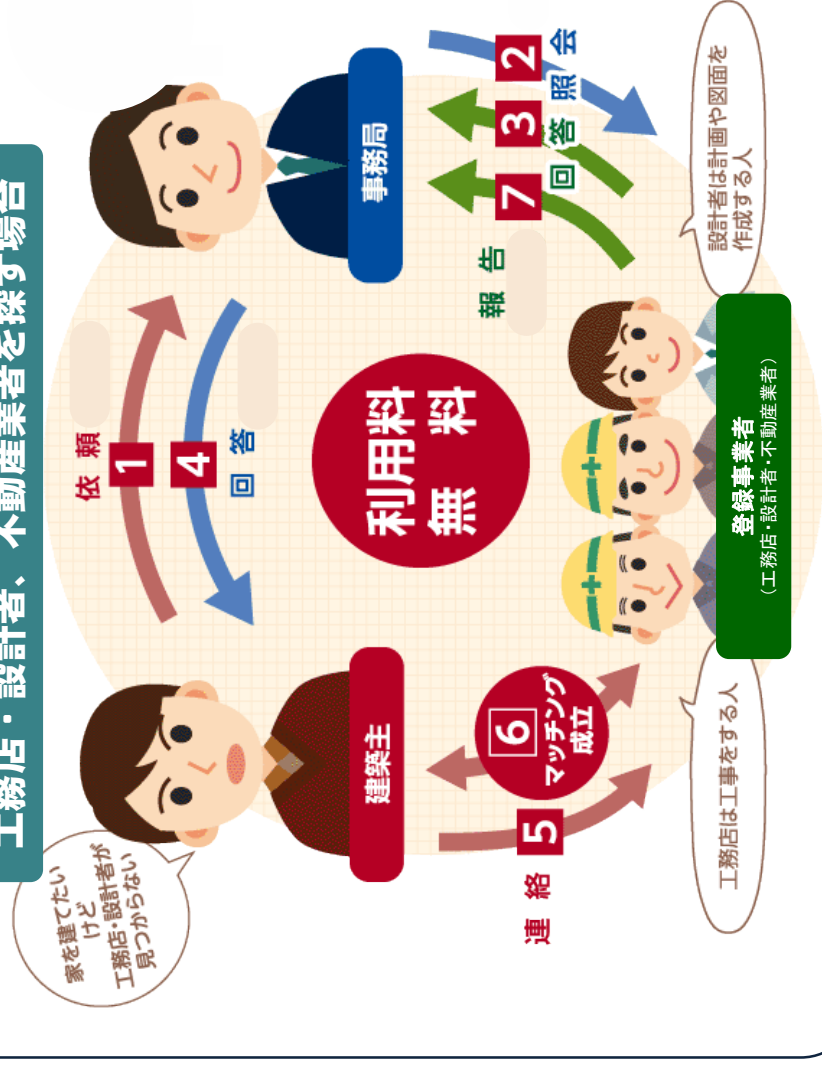 工務店・設計者、不動産業者を探す場合
家を建てたい
けど
工務店・設計者が
見つからない
依頼
1
4
回答
建築主
事務局
利用料
無料
2
照会
3
回答
7
報告
5
連絡
6
マッチング
成立
登録事業者
（工務店・設計者・不動産業者）
工務店は工事をする人
設計者は計画や図面を
作成する人